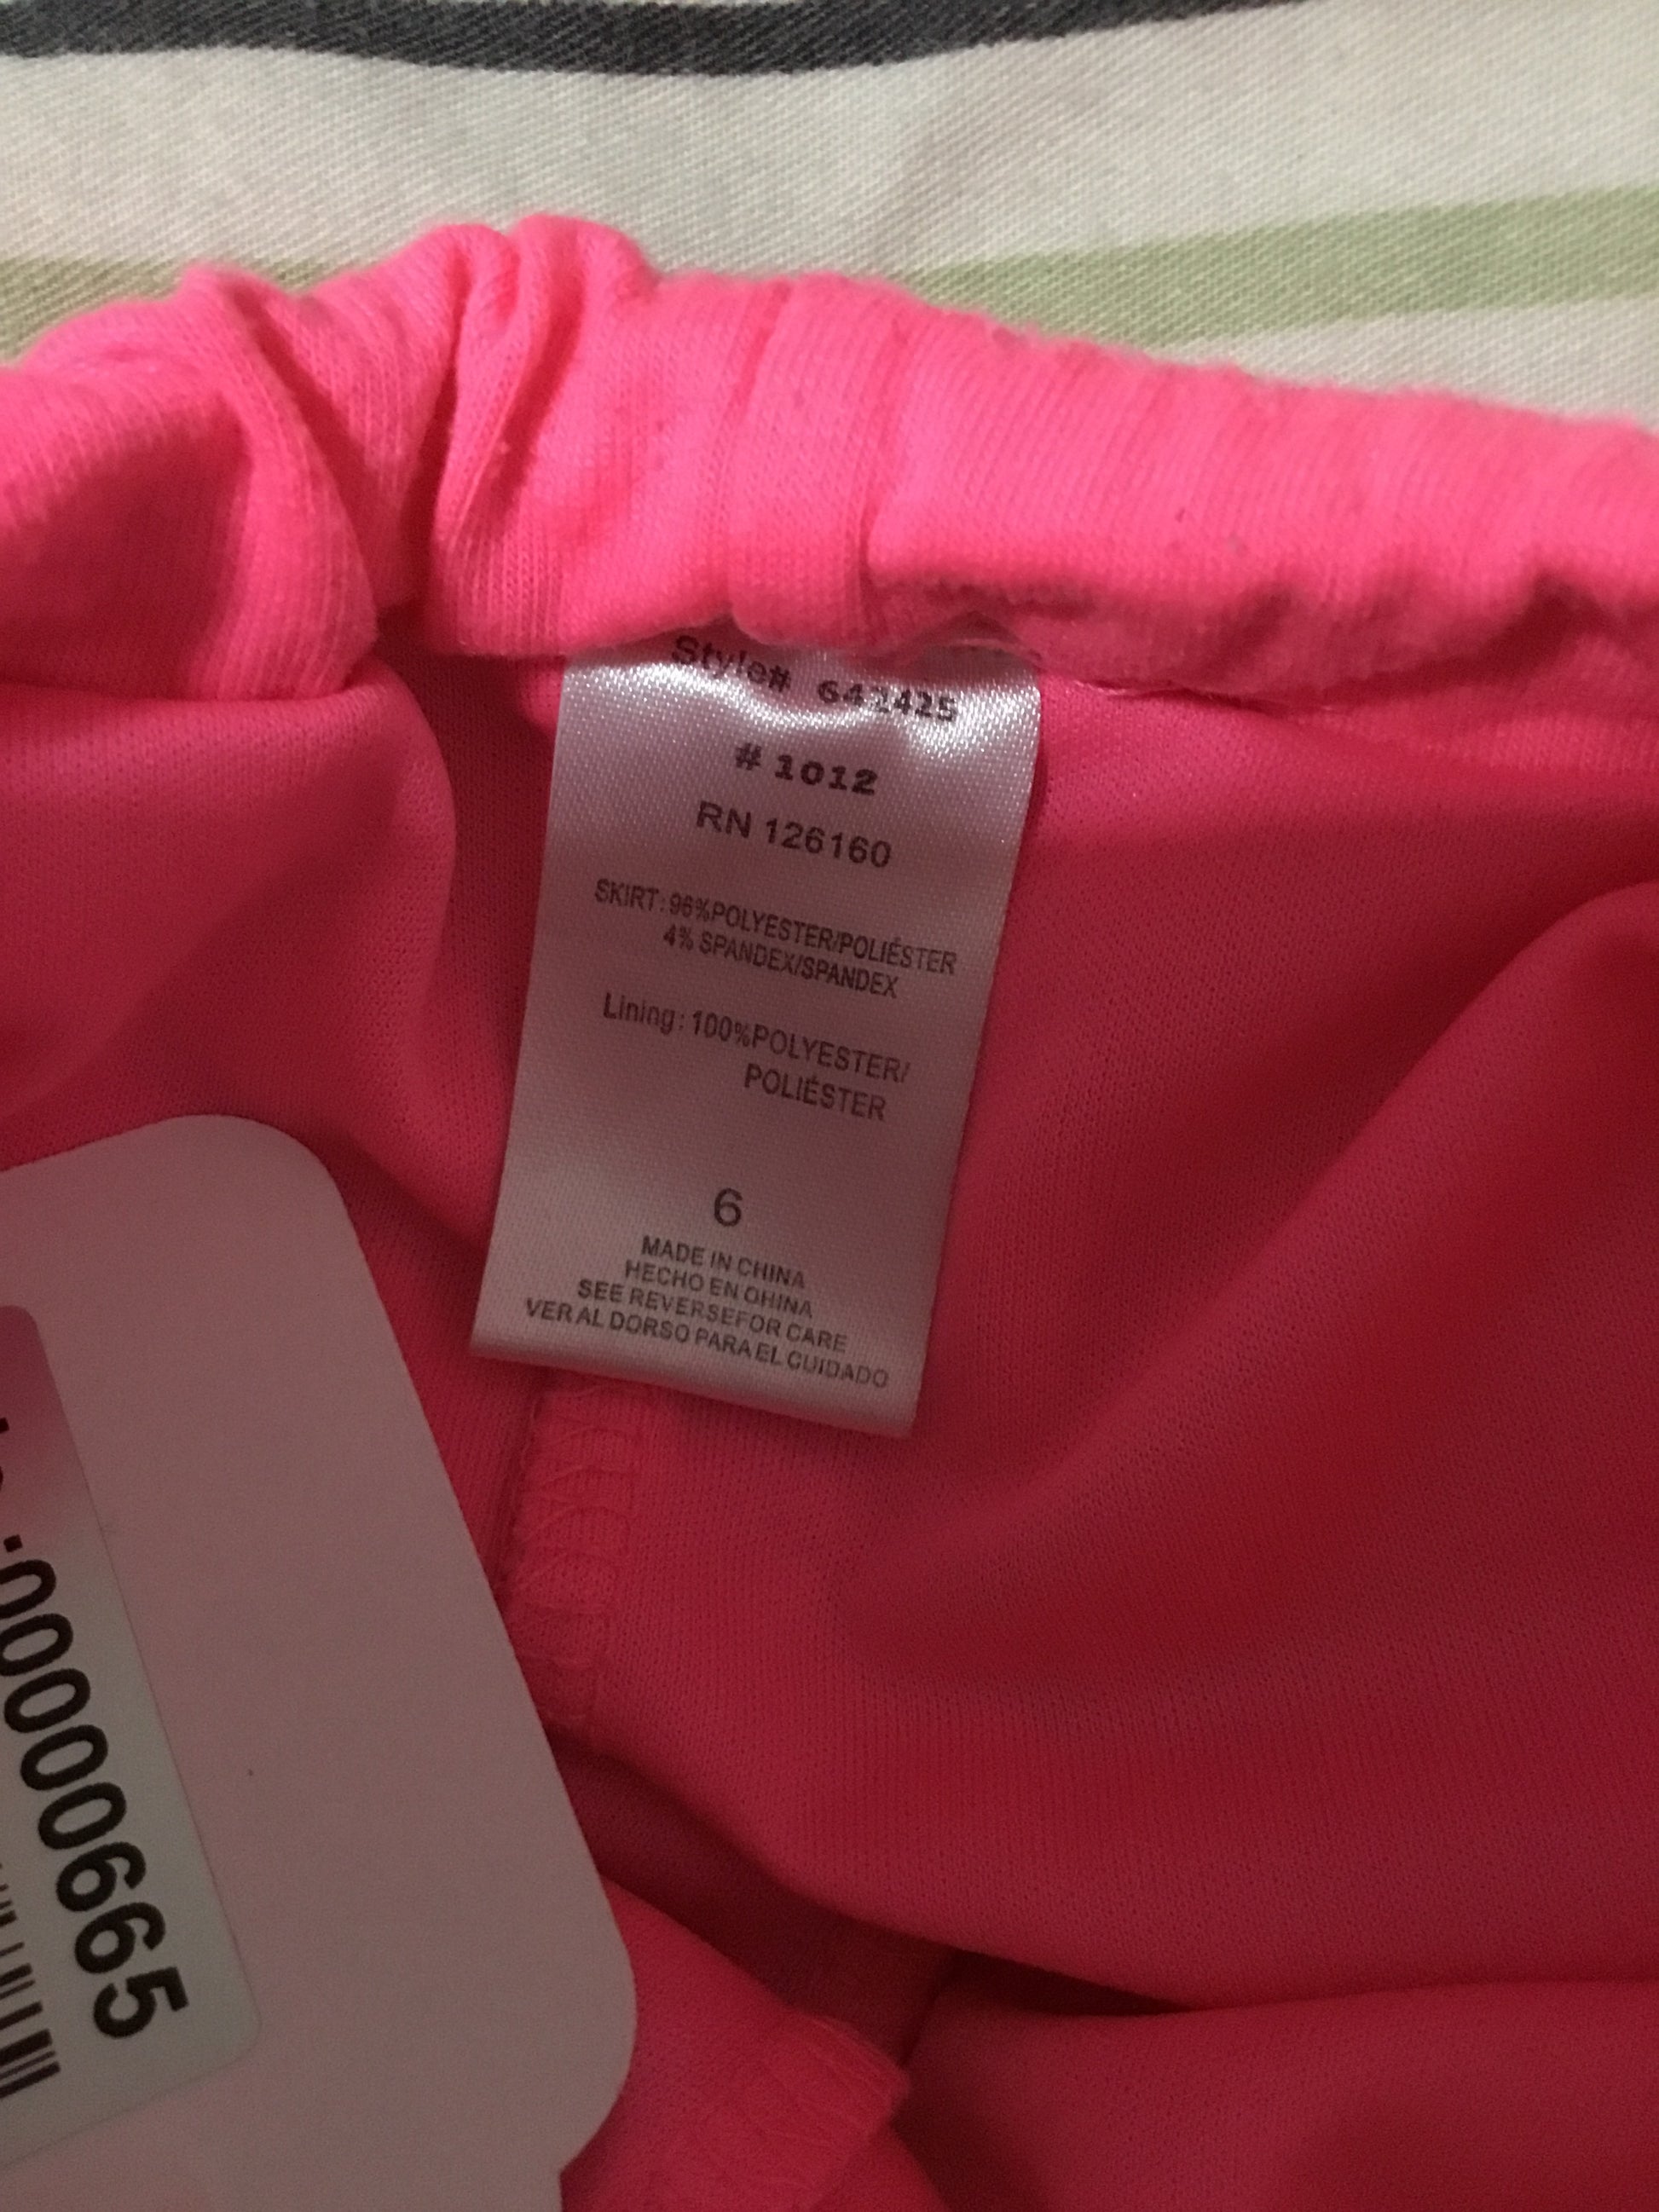 Style# 642425
# 1012
RN 126160
SKIRT: 96%POLYESTER/POLIÉSTER
4% SPANDEX/SPANDEX
Lining: 100%POLYESTER/
POLIÉSTER
6
MADE IN CHINA
HECHO EN CHINA
SEE REVERSEFOR CARE
VER AL DORSO PARA EL CUIDADO
:0000665